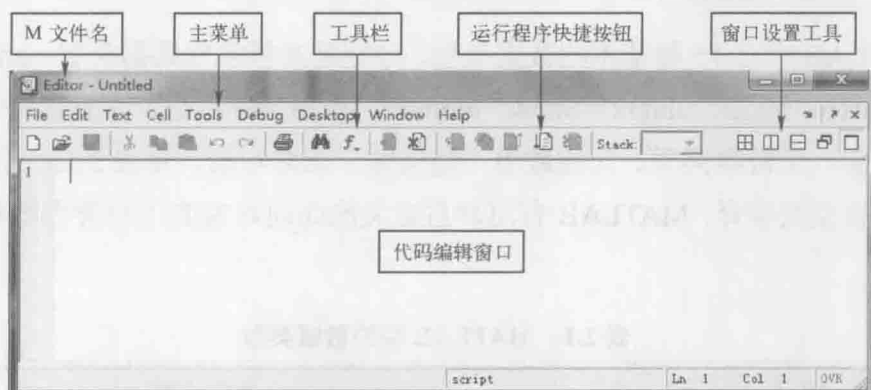 M 文件名
主菜单
工具栏
运行程序快捷按钮
窗口设置工具
Editor - Untitled
File Edit Text Cell Tools Debug Desktop Window Help
Stack:
1
代码编辑窗口
script
Ln 1 Col 1 OVR